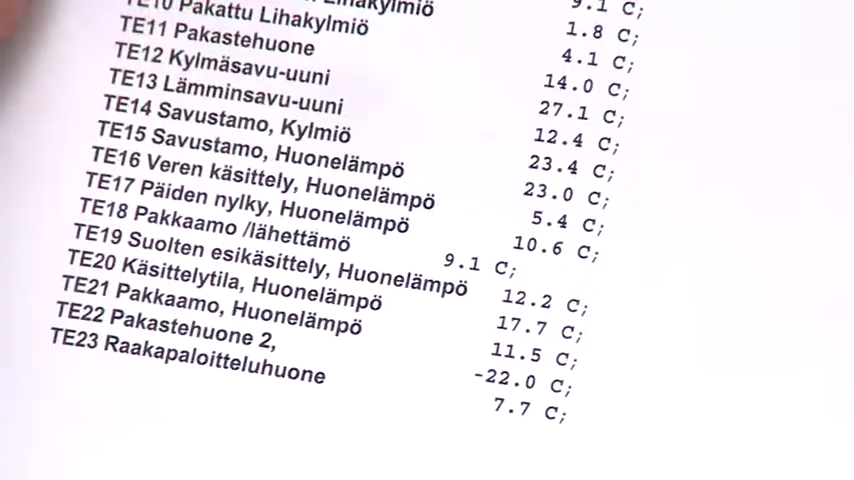 9.1 C;
Lihakylmiö 1.8 C;
TE10 Pakattu Lihakylmiö 4.1 C;
TE11 Pakastehuone 14.0 C;
TE12 Kylmäsavu-uuni 27.1 C;
TE13 Lämminsavu-uuni 12.4 C;
TE14 Savustamo, Kylmiö 23.4 C;
TE15 Savustamo, Huonelämpö 23.0 C;
TE16 Veren käsittely, Huonelämpö 5.4 C;
TE17 Päiden nylky, Huonelämpö 10.6 C;
TE18 Pakkaamo /lähettämö 9.1 C;
TE19 Suolten esikäsittely, Huonelämpö 12.2 C;
TE20 Käsittelytila, Huonelämpö 17.7 C;
TE21 Pakkaamo, Huonelämpö 11.5 C;
TE22 Pakastehuone 2, -22.0 C;
TE23 Raakapaloitteluhuone 7.7 C;